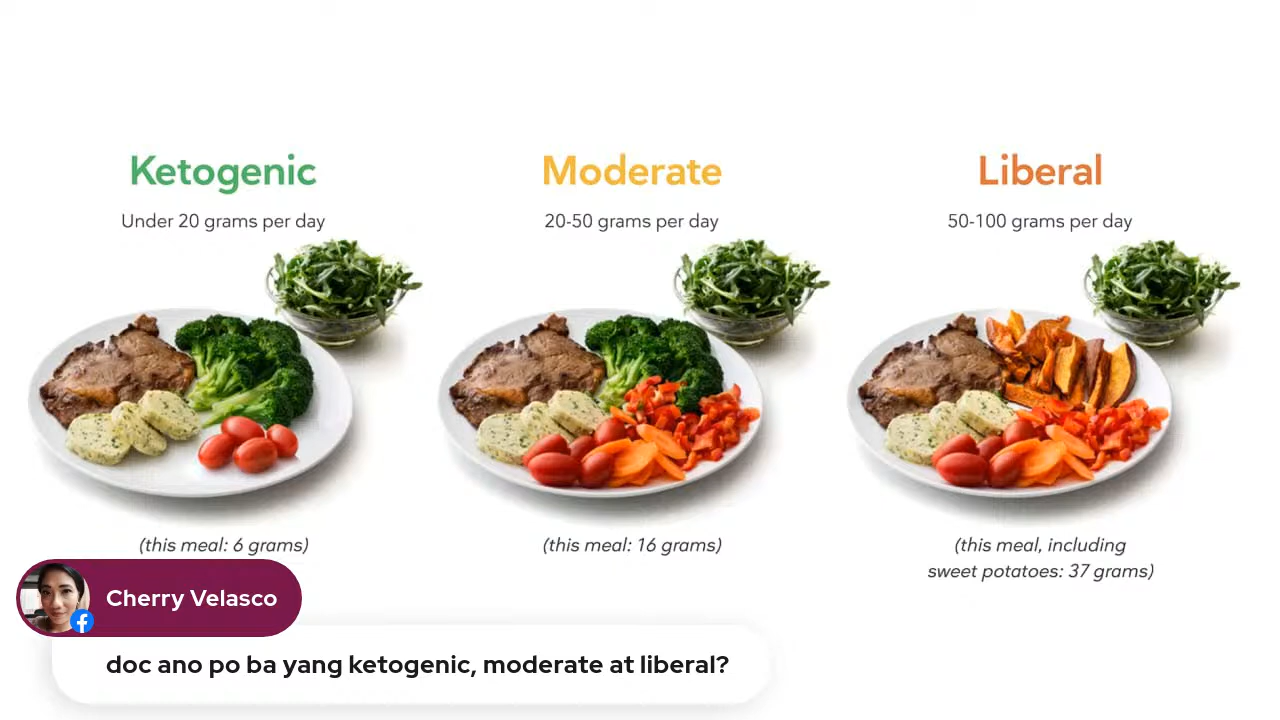 Ketogenic
Under 20 grams per day
(this meal: 6 grams)
Moderate
20-50 grams per day
(this meal: 16 grams)
Liberal
50-100 grams per day
(this meal, including
sweet potatoes: 37 grams)
Cherry Velasco
doc ano po ba yang ketogenic, moderate at liberal?